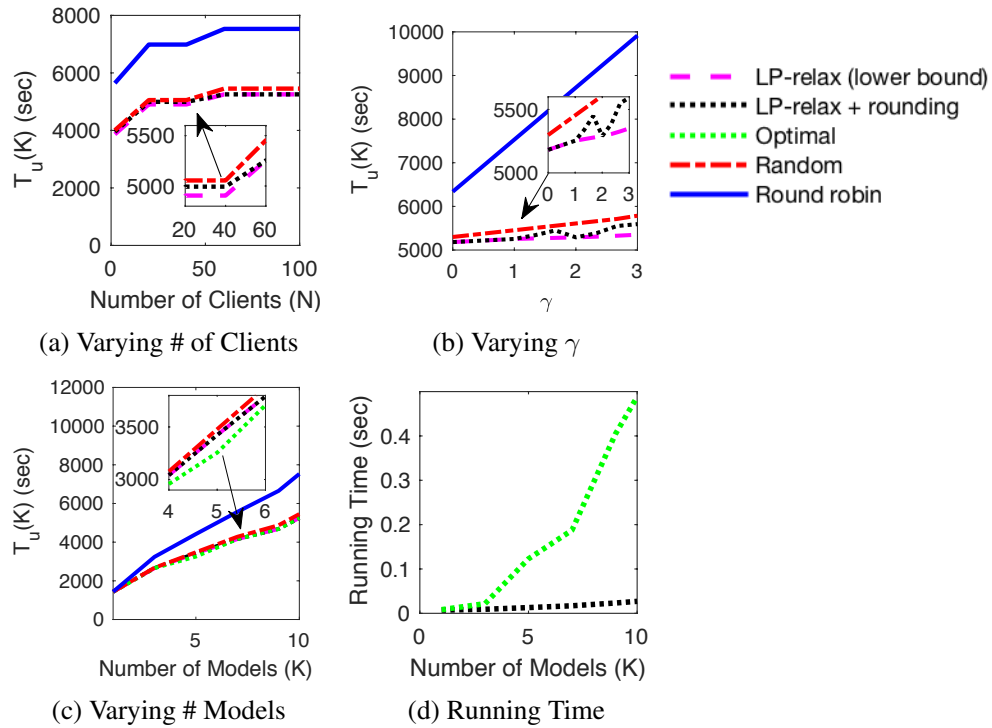 8000
6000
4000
2000
0
T_u(K) (sec)
5500
5000
20 40 60
0 50 100
Number of Clients (N)
(a) Varying # of Clients
10000
9000
8000
7000
6000
5000
T_u(K) (sec)
5500
5000
0 1 2 3
0 1 2 3
γ
(b) Varying γ
LP-relax (lower bound)
LP-relax + rounding
Optimal
Random
Round robin
12000
10000
8000
6000
4000
2000
0
T_u(K) (sec)
3500
3000
4 5 6
5 10
Number of Models (K)
(c) Varying # Models
0.4
0.3
0.2
0.1
0
Running Time (sec)
0 5 10
Number of Models (K)
(d) Running Time